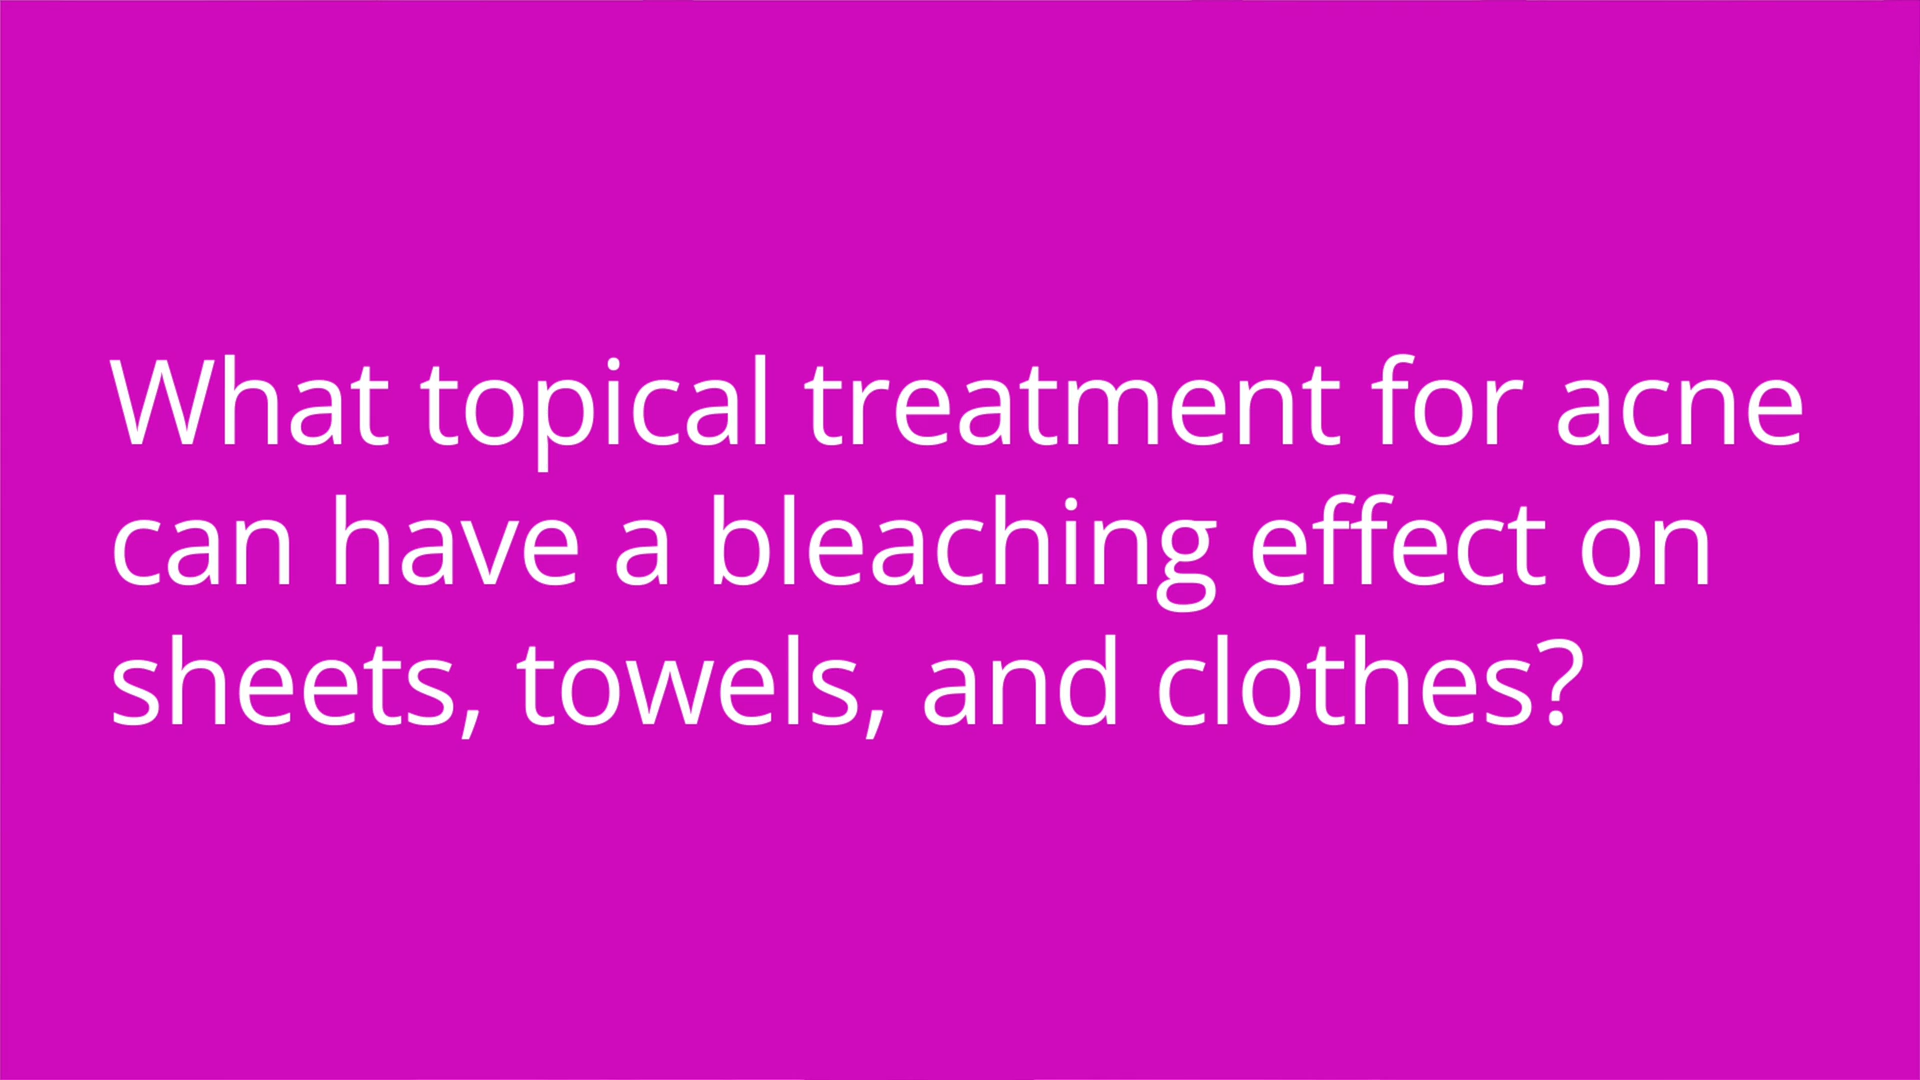 What topical treatment for acne
can have a bleaching effect on
sheets, towels, and clothes?